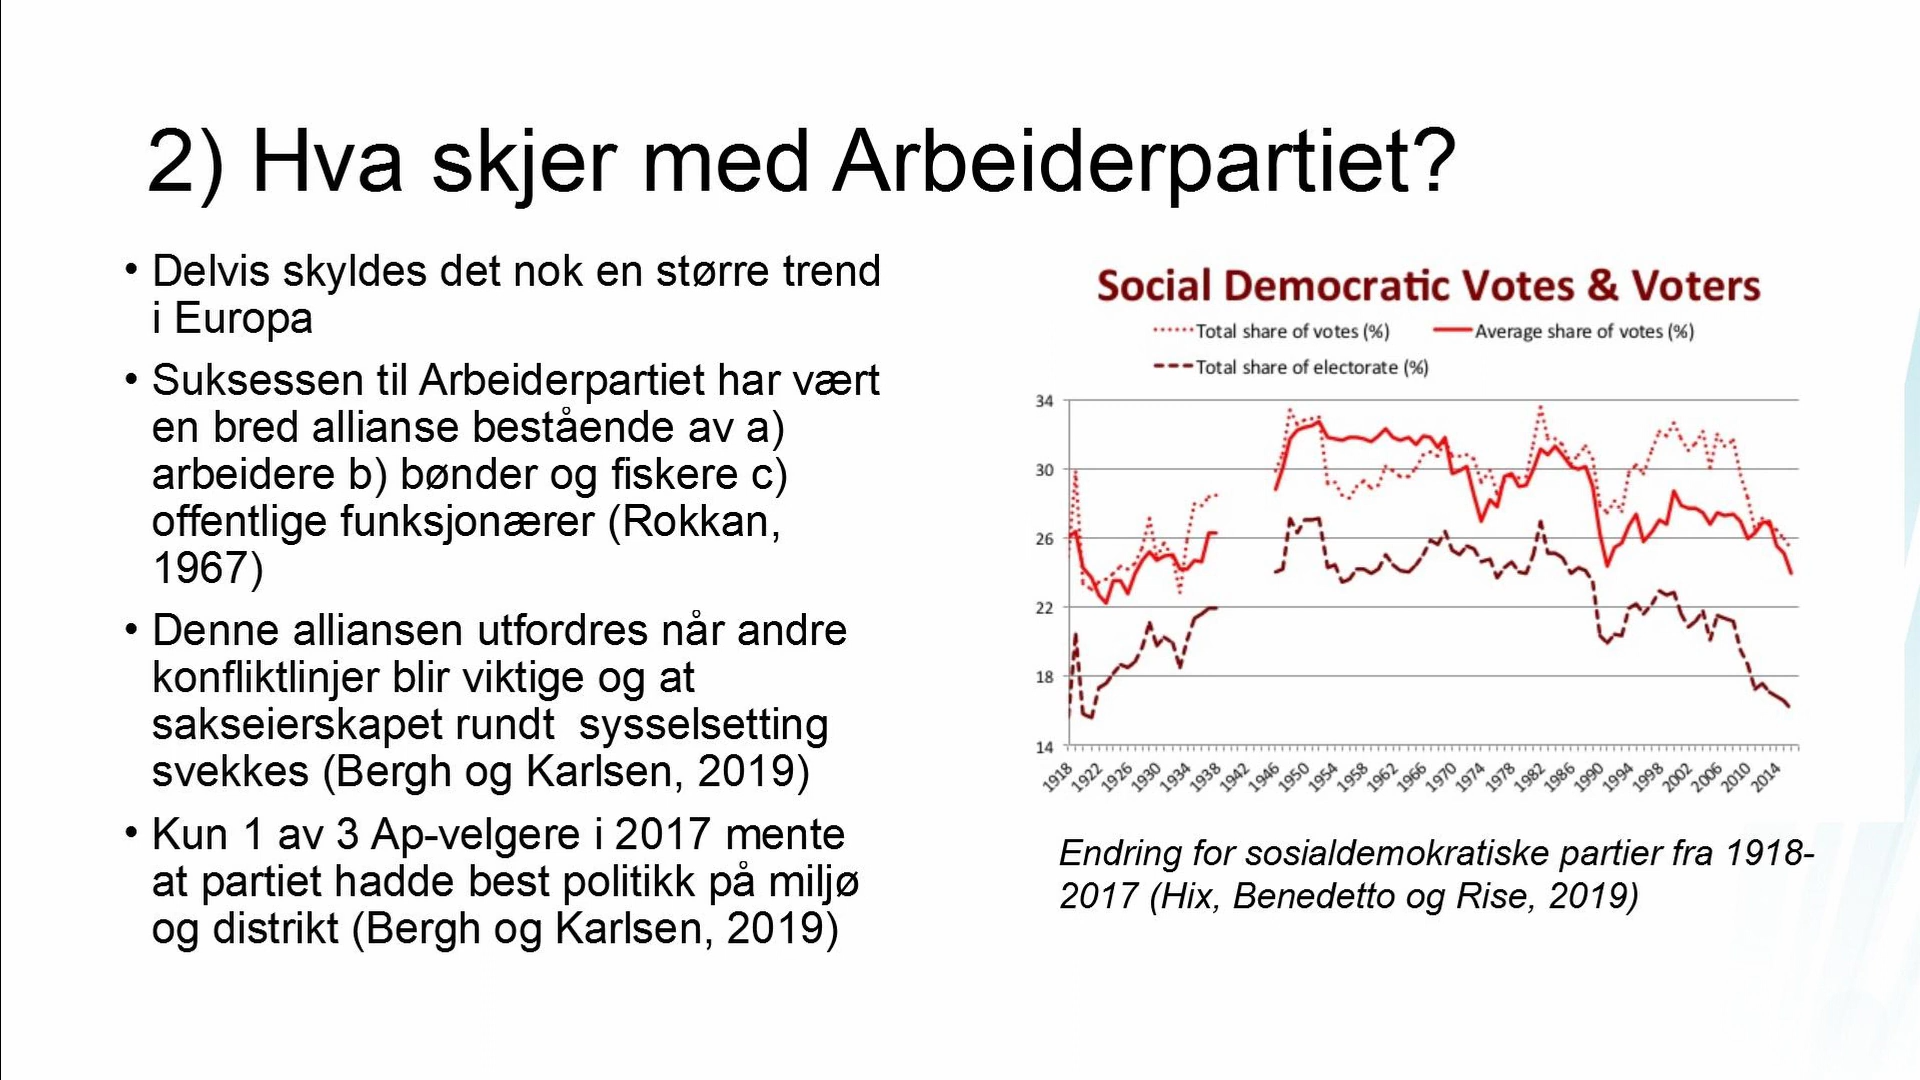 2) Hva skjer med Arbeiderpartiet?
• Delvis skyldes det nok en større trend
i Europa
• Suksessen til Arbeiderpartiet har vært
en bred allianse bestående av a)
arbeidere b) bønder og fiskere c)
offentlige funksjonærer (Rokkan,
1967)
• Denne alliansen utfordres når andre
konfliktlinjer blir viktige og at
sakseierskapet rundt  sysselsetting
svekkes (Bergh og Karlsen, 2019)
• Kun 1 av 3 Ap-velgere i 2017 mente
at partiet hadde best politikk på miljø
og distrikt (Bergh og Karlsen, 2019)
Social Democratic Votes & Voters
Total share of votes (%) Average share of votes (%)
Total share of electorate (%)
34
30
26
22
18
14
1918 1922 1926 1930 1934 1938 1942 1946 1950 1954 1958 1962 1966 1970 1974 1978 1982 1986 1990 1994 1998 2002 2006 2010 2014
Endring for sosialdemokratiske partier fra 1918-
2017 (Hix, Benedetto og Rise, 2019)